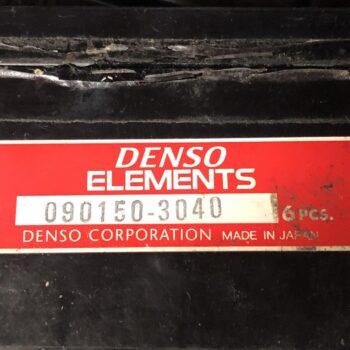 DENSO
ELEMENTS
090150-3040 6 PCS.
DENSO CORPORATION MADE IN JAPAN